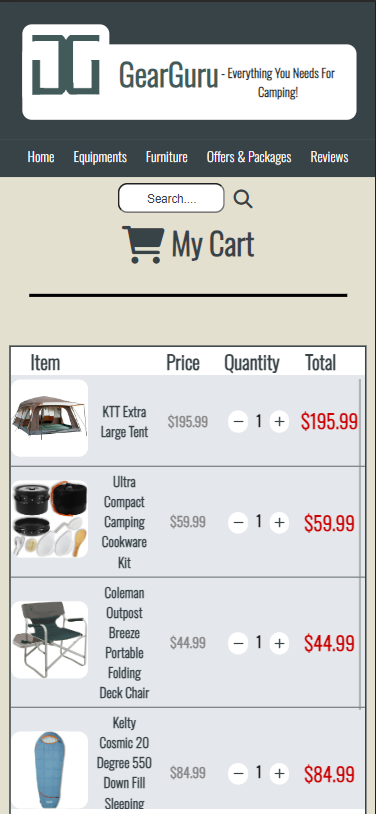 GearGuru - Everything You Needs For
Camping!
Home Equipments Furniture Offers & Packages Reviews
Search....
My Cart
Item Price Quantity Total
KTT Extra
Large Tent
$195.99 − 1 + $195.99
Ultra
Compact
Camping
Cookware
Kit
$59.99 − 1 + $59.99
Coleman
Outpost
Breeze
Portable
Folding
Deck Chair
$44.99 − 1 + $44.99
Kelty
Cosmic 20
Degree 550
Down Fill
Sleeping
$84.99 − 1 + $84.99